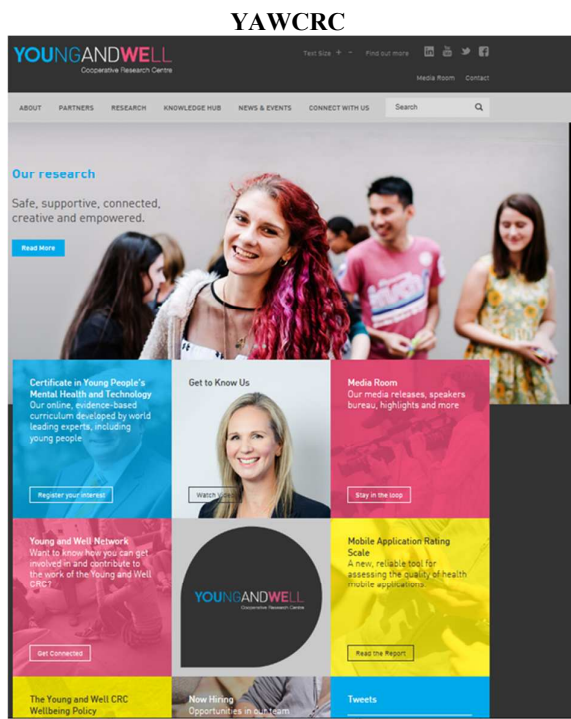 YAWCRC
YOUNGANDWELL
Cooperative Research Centre
Text Size + -
Find out more
Media Room Contact
ABOUT PARTNERS RESEARCH KNOWLEDGE HUB NEWS & EVENTS CONNECT WITH US Search
Our research
Safe, supportive, connected,
creative and empowered.
Read More
Certificate in Young People's
Mental Health and Technology
Our online, evidence-based
curriculum developed by world
leading experts, including
young people
Register your interest
Get to Know Us
Watch Video
Media Room
Our media releases, speakers
bureau, highlights and more
Stay in the loop
Young and Well Network
Want to know how you can get
involved in and contribute to
the work of the Young and Well
CRC?
Get Connected
YOUNGANDWELL
Cooperative Research Centre
Mobile Application Rating
Scale
A new, reliable tool for
assessing the quality of health
mobile applications.
Read the Report
The Young and Well CRC
Wellbeing Policy
Now Hiring
Opportunities in our team
Tweets